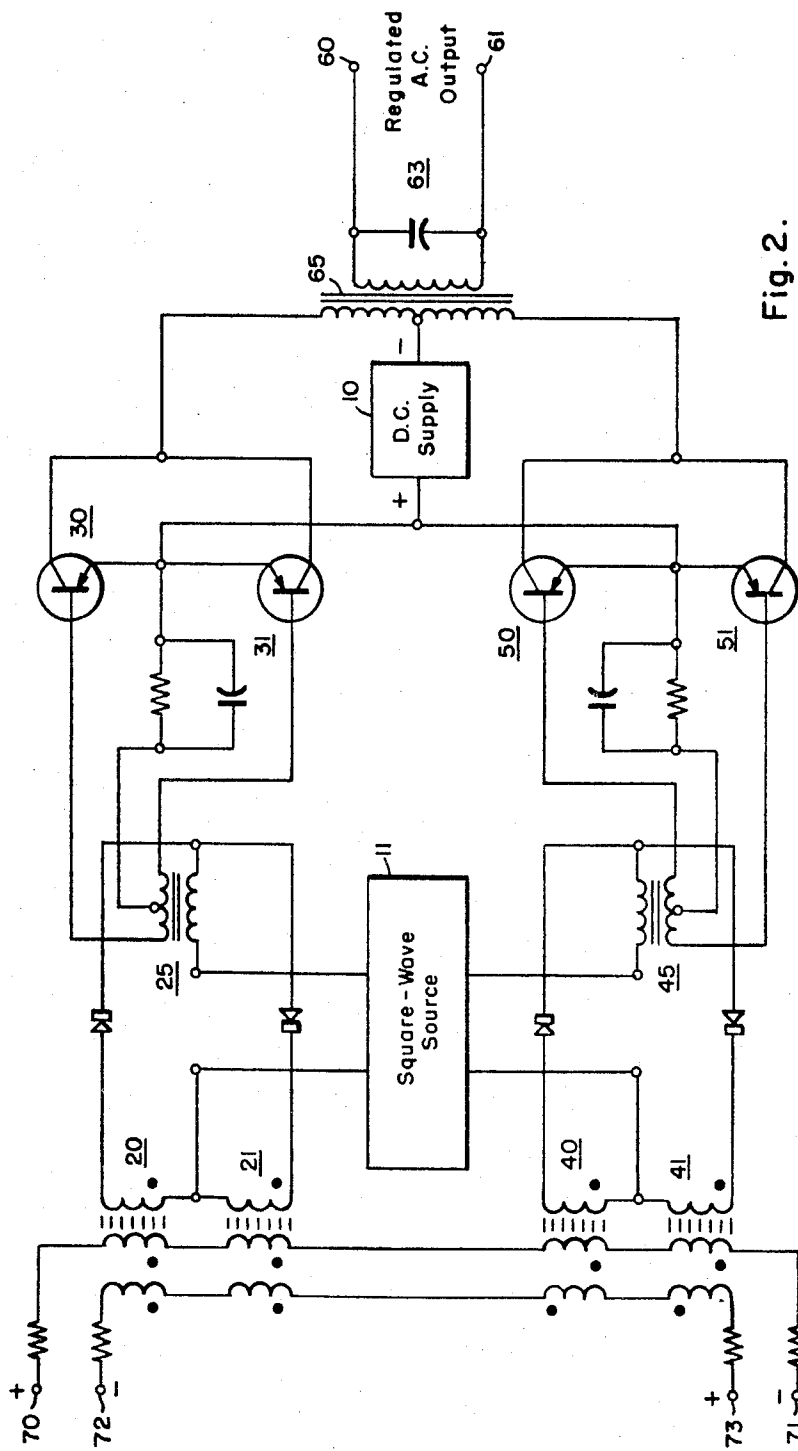 60
Regulated
A.C.
Output
61
63
65
Fig. 2.
10
D.C.
Supply
−
+
30
31
50
51
25
11
Square-Wave
Source
45
20
21
40
41
70 +
72 −
73 +
71 −